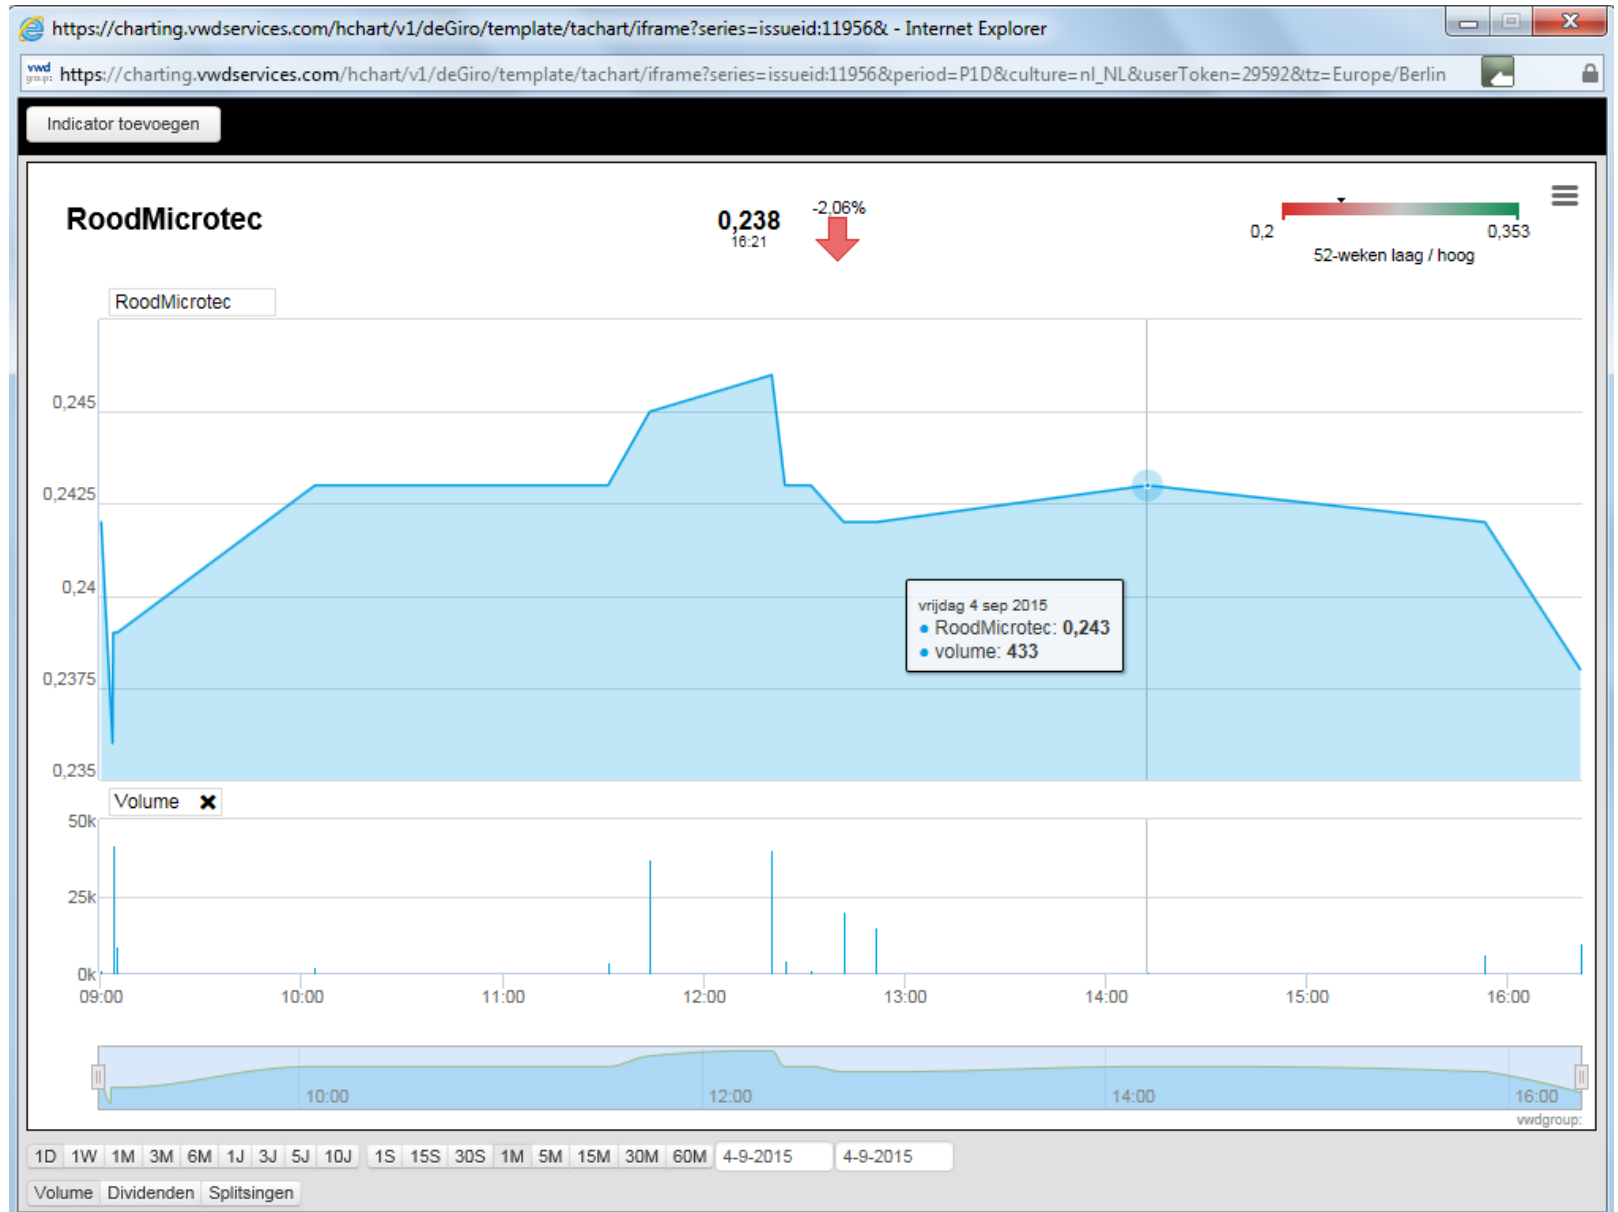 https://charting.vwdservices.com/hchart/v1/deGiro/template/tachart/iframe?series=issueid:11956& - Internet Explorer
vwd group: https://charting.vwdservices.com/hchart/v1/deGiro/template/tachart/iframe?series=issueid:11956&period=P1D&culture=nl_NL&userToken=29592&tz=Europe/Berlin
Indicator toevoegen
RoodMicrotec
0,238
16:21
-2,06%
0,2
0,353
52-weken laag / hoog
RoodMicrotec
0,245
0,2425
0,24
0,2375
0,235
vrijdag 4 sep 2015
RoodMicrotec: 0,243
volume: 433
Volume
50k
25k
0k
09:00 10:00 11:00 12:00 13:00 14:00 15:00 16:00
10:00 12:00 14:00 16:00
vwdgroup:
1D 1W 1M 3M 6M 1J 3J 5J 10J 1S 15S 30S 1M 5M 15M 30M 60M 4-9-2015 4-9-2015
Volume Dividenden Splitsingen